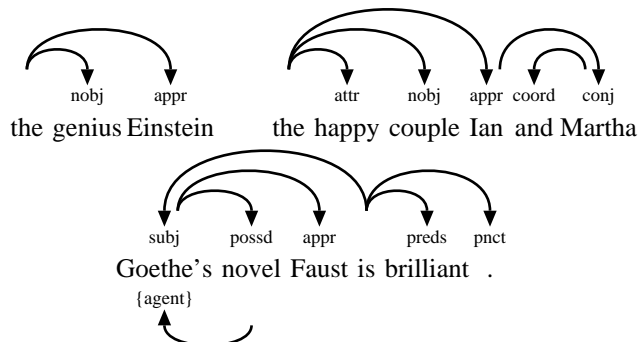 nobj appr attr nobj appr coord conj
the genius Einstein the happy couple Ian and Martha
subj possd appr preds pnct
Goethe's novel Faust is brilliant .
{agent}